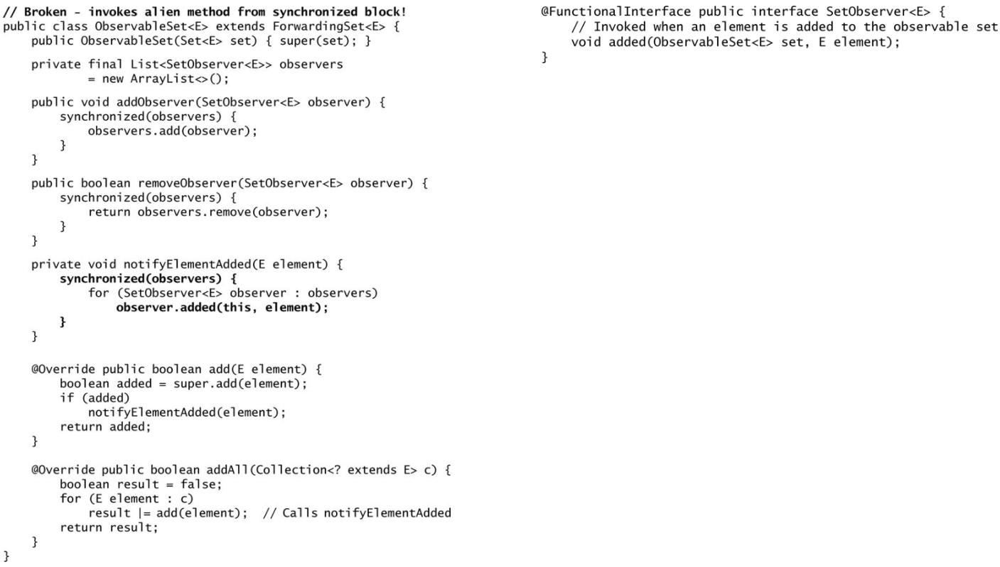 // Broken - invokes alien method from synchronized block!
public class ObservableSet<E> extends ForwardingSet<E> {
    public ObservableSet(Set<E> set) { super(set); }
    private final List<SetObserver<E>> observers
            = new ArrayList<>();
    public void addObserver(SetObserver<E> observer) {
        synchronized(observers) {
            observers.add(observer);
        }
    }
    public boolean removeObserver(SetObserver<E> observer) {
        synchronized(observers) {
            return observers.remove(observer);
        }
    }
    private void notifyElementAdded(E element) {
        synchronized(observers) {
            for (SetObserver<E> observer : observers)
                observer.added(this, element);
        }
    }
    @Override public boolean add(E element) {
        boolean added = super.add(element);
        if (added)
            notifyElementAdded(element);
        return added;
    }
    @Override public boolean addAll(Collection<? extends E> c) {
        boolean result = false;
        for (E element : c)
            result |= add(element);  // Calls notifyElementAdded
        return result;
    }
}
@FunctionalInterface public interface SetObserver<E> {
    // Invoked when an element is added to the observable set
    void added(ObservableSet<E> set, E element);
}